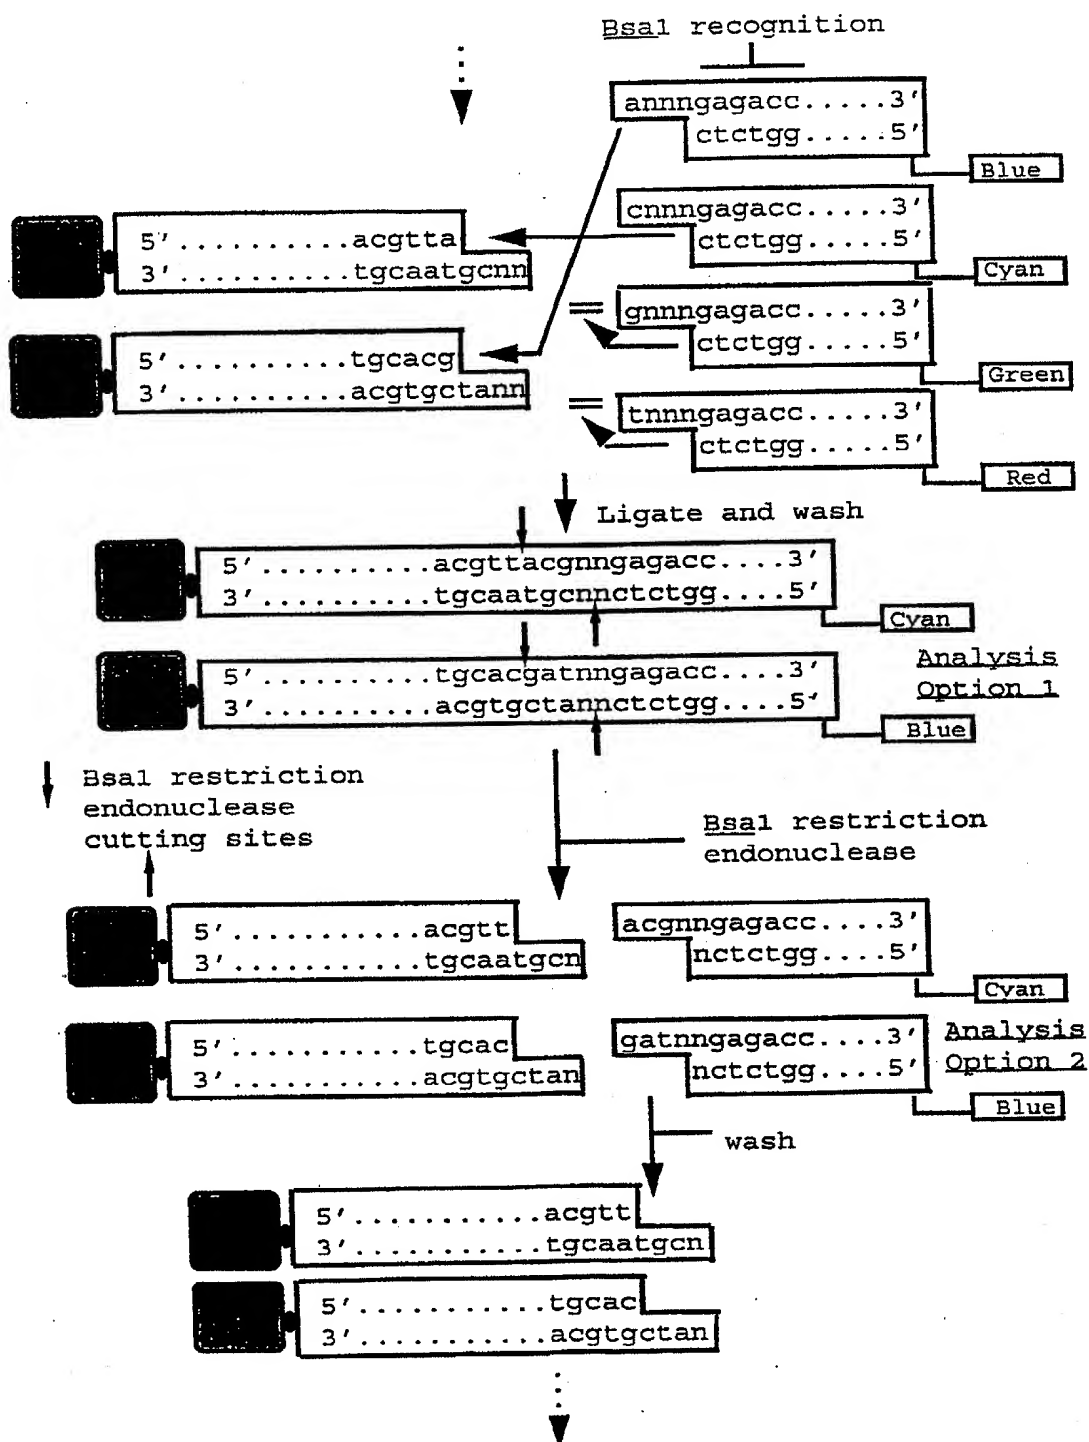 Bsa1 recognition
annngagacc.....3'
ctctgg.....5'
Blue
cnnngagacc.....3'
ctctgg.....5'
Cyan
5'..........acgtta
3'..........tgcaatgcnn
gnnngagacc.....3'
ctctgg.....5'
Green
5'..........tgcacg
3'..........acgtgctann
tnnngagacc.....3'
ctctgg.....5'
Red
Ligate and wash
5'..........acgttacgnngagacc....3'
3'..........tgcaatgcnnctctgg....5'
Cyan
5'..........tgcacgatnngagacc....3'
3'..........acgtgctannctctgg....5'
Blue
Analysis
Option 1
Bsa1 restriction
endonuclease
cutting sites
Bsa1 restriction
endonuclease
5'...........acgtt
3'...........tgcaatgcn
acgnngagacc....3'
nctctgg....5'
Cyan
5'...........tgcac
3'...........acgtgctan
gatnngagacc....3'
nctctgg....5'
Blue
Analysis
Option 2
wash
5'...........acgtt
3'...........tgcaatgcn
5'...........tgcac
3'...........acgtgctan